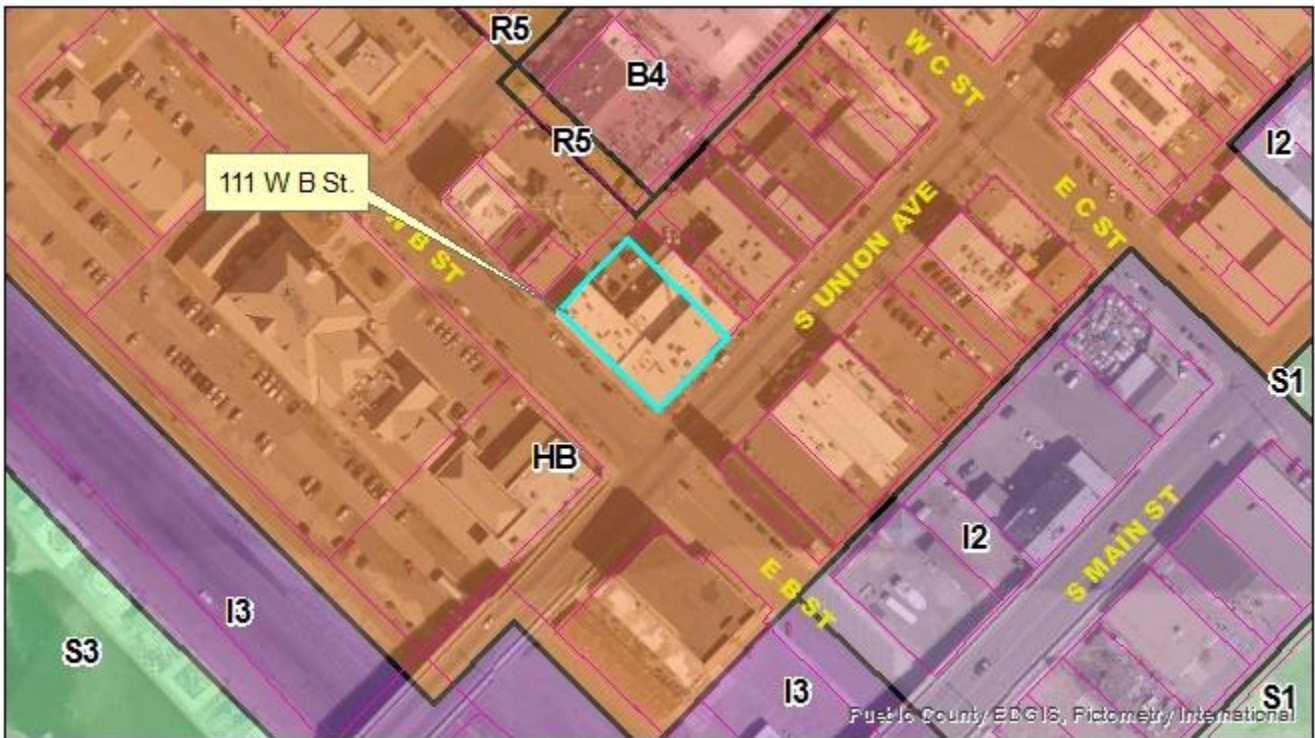 R5
B4
W C ST
R5
I2
111 W B St.
E C ST
W B ST
S UNION AVE
S1
HB
I2
S MAIN ST
E B ST
I3
S3
I3
S1
Pueblo County EDGIS, Pictometry International